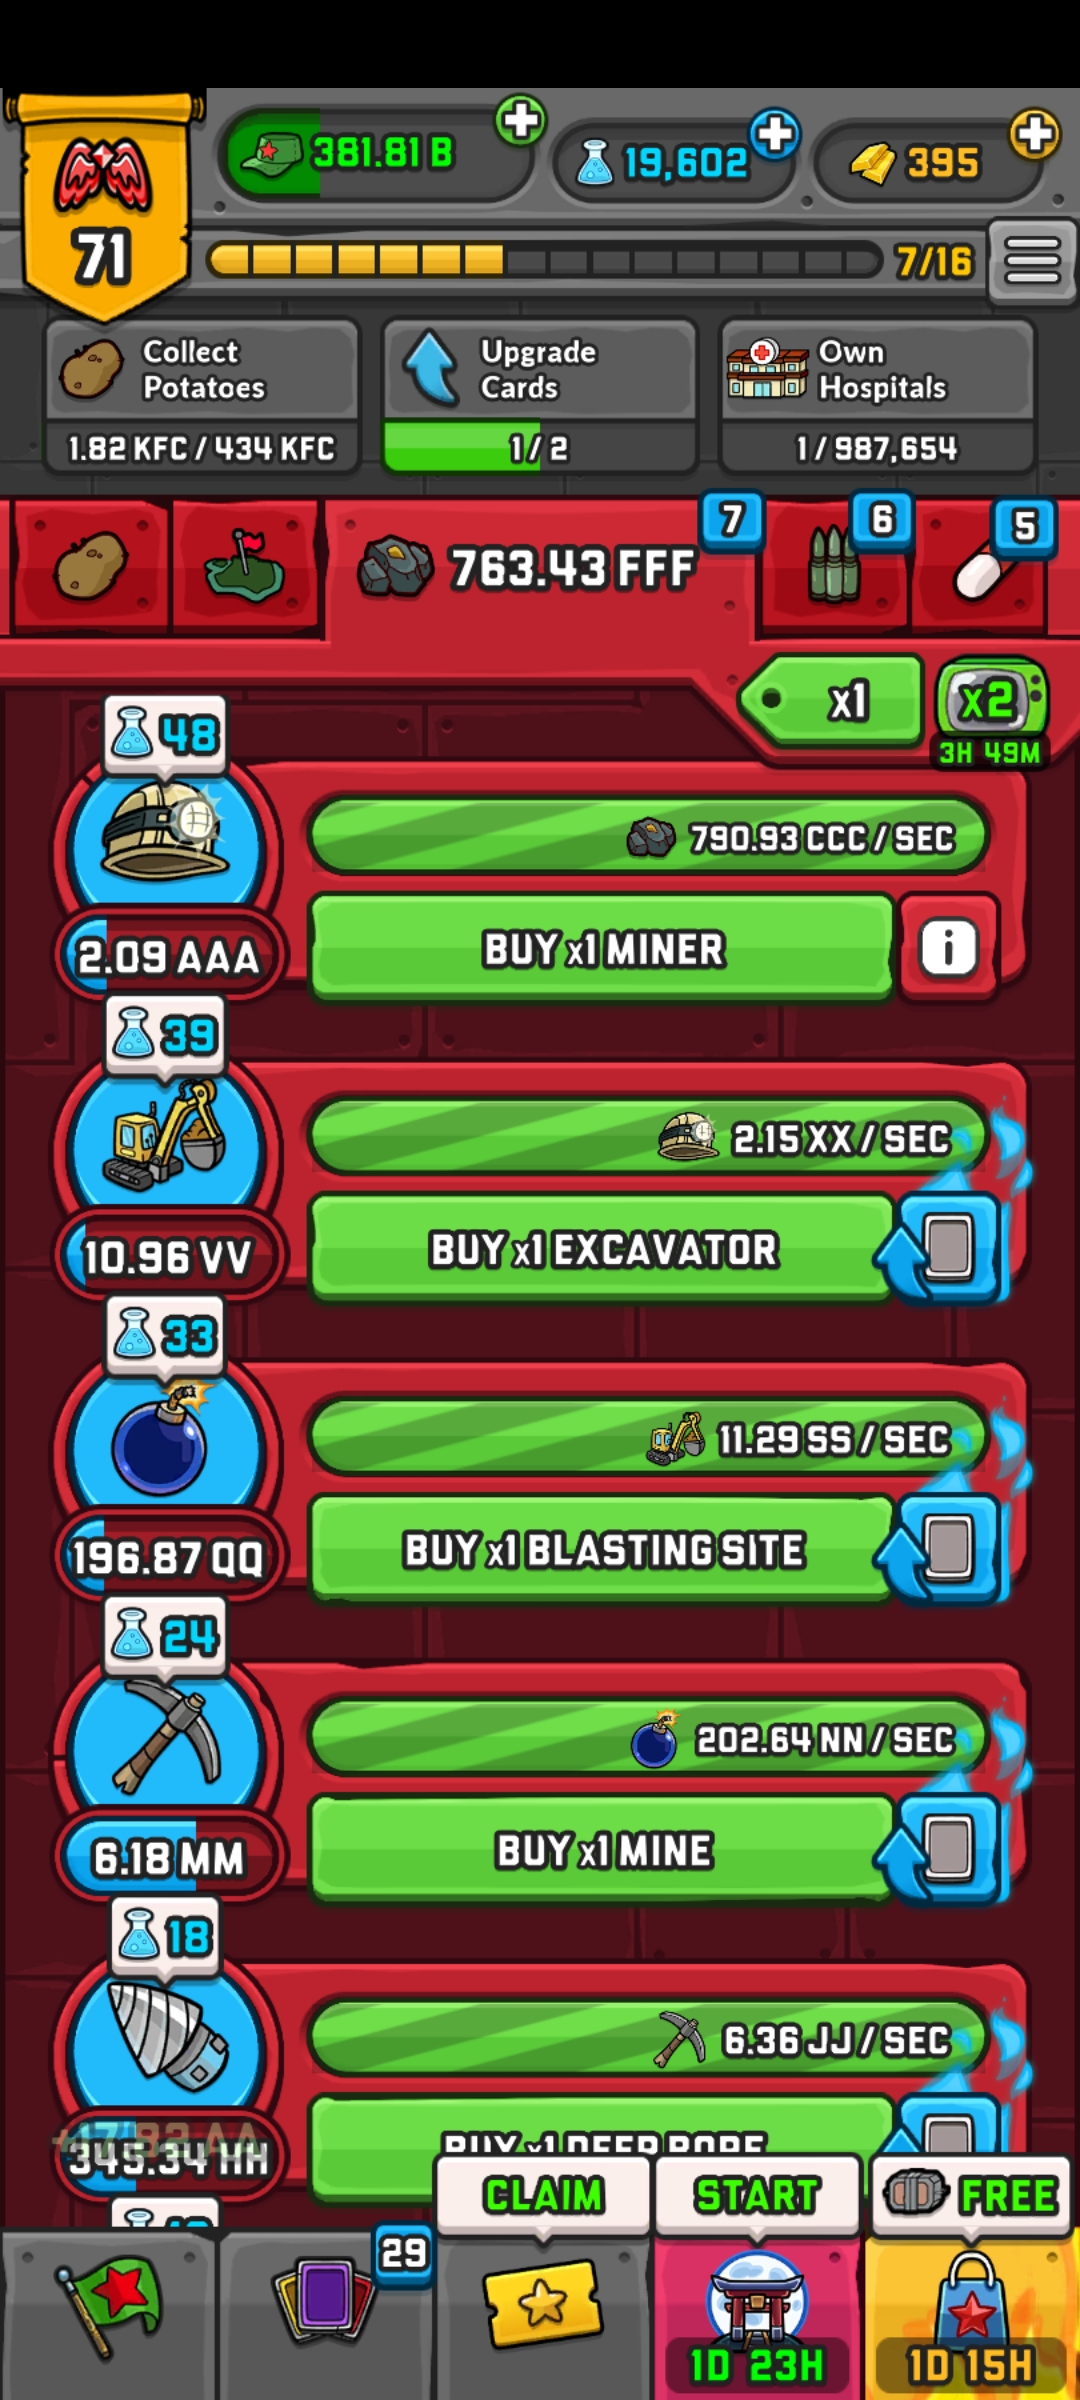 381.81 B
19,602
395
71
7/16
Collect
Potatoes
1.82 KFC / 434 KFC
Upgrade
Cards
1 / 2
Own
Hospitals
1 / 987,654
763.43 FFF
7
6
5
x1
x2
3H 49M
48
790.93 CCC / SEC
2.09 AAA
BUY x1 MINER
i
39
2.15 XX / SEC
10.96 VV
BUY x1 EXCAVATOR
33
11.29 SS / SEC
196.87 QQ
BUY x1 BLASTING SITE
24
202.64 NN / SEC
6.18 MM
BUY x1 MINE
18
6.36 JJ / SEC
345.34 HH
BUY x1 DEEP BORE
CLAIM
START
FREE
29
1D 23H
1D 15H